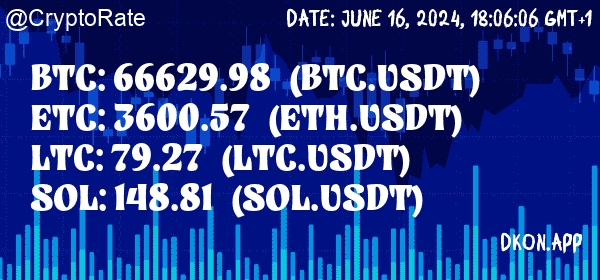 @CryptoRate
DATE: JUNE 16, 2024, 18:06:06 GMT+1
BTC: 66629.98 (BTC.USDT)
ETC: 3600.57 (ETH.USDT)
LTC: 79.27 (LTC.USDT)
SOL: 148.81 (SOL.USDT)
DKON.APP